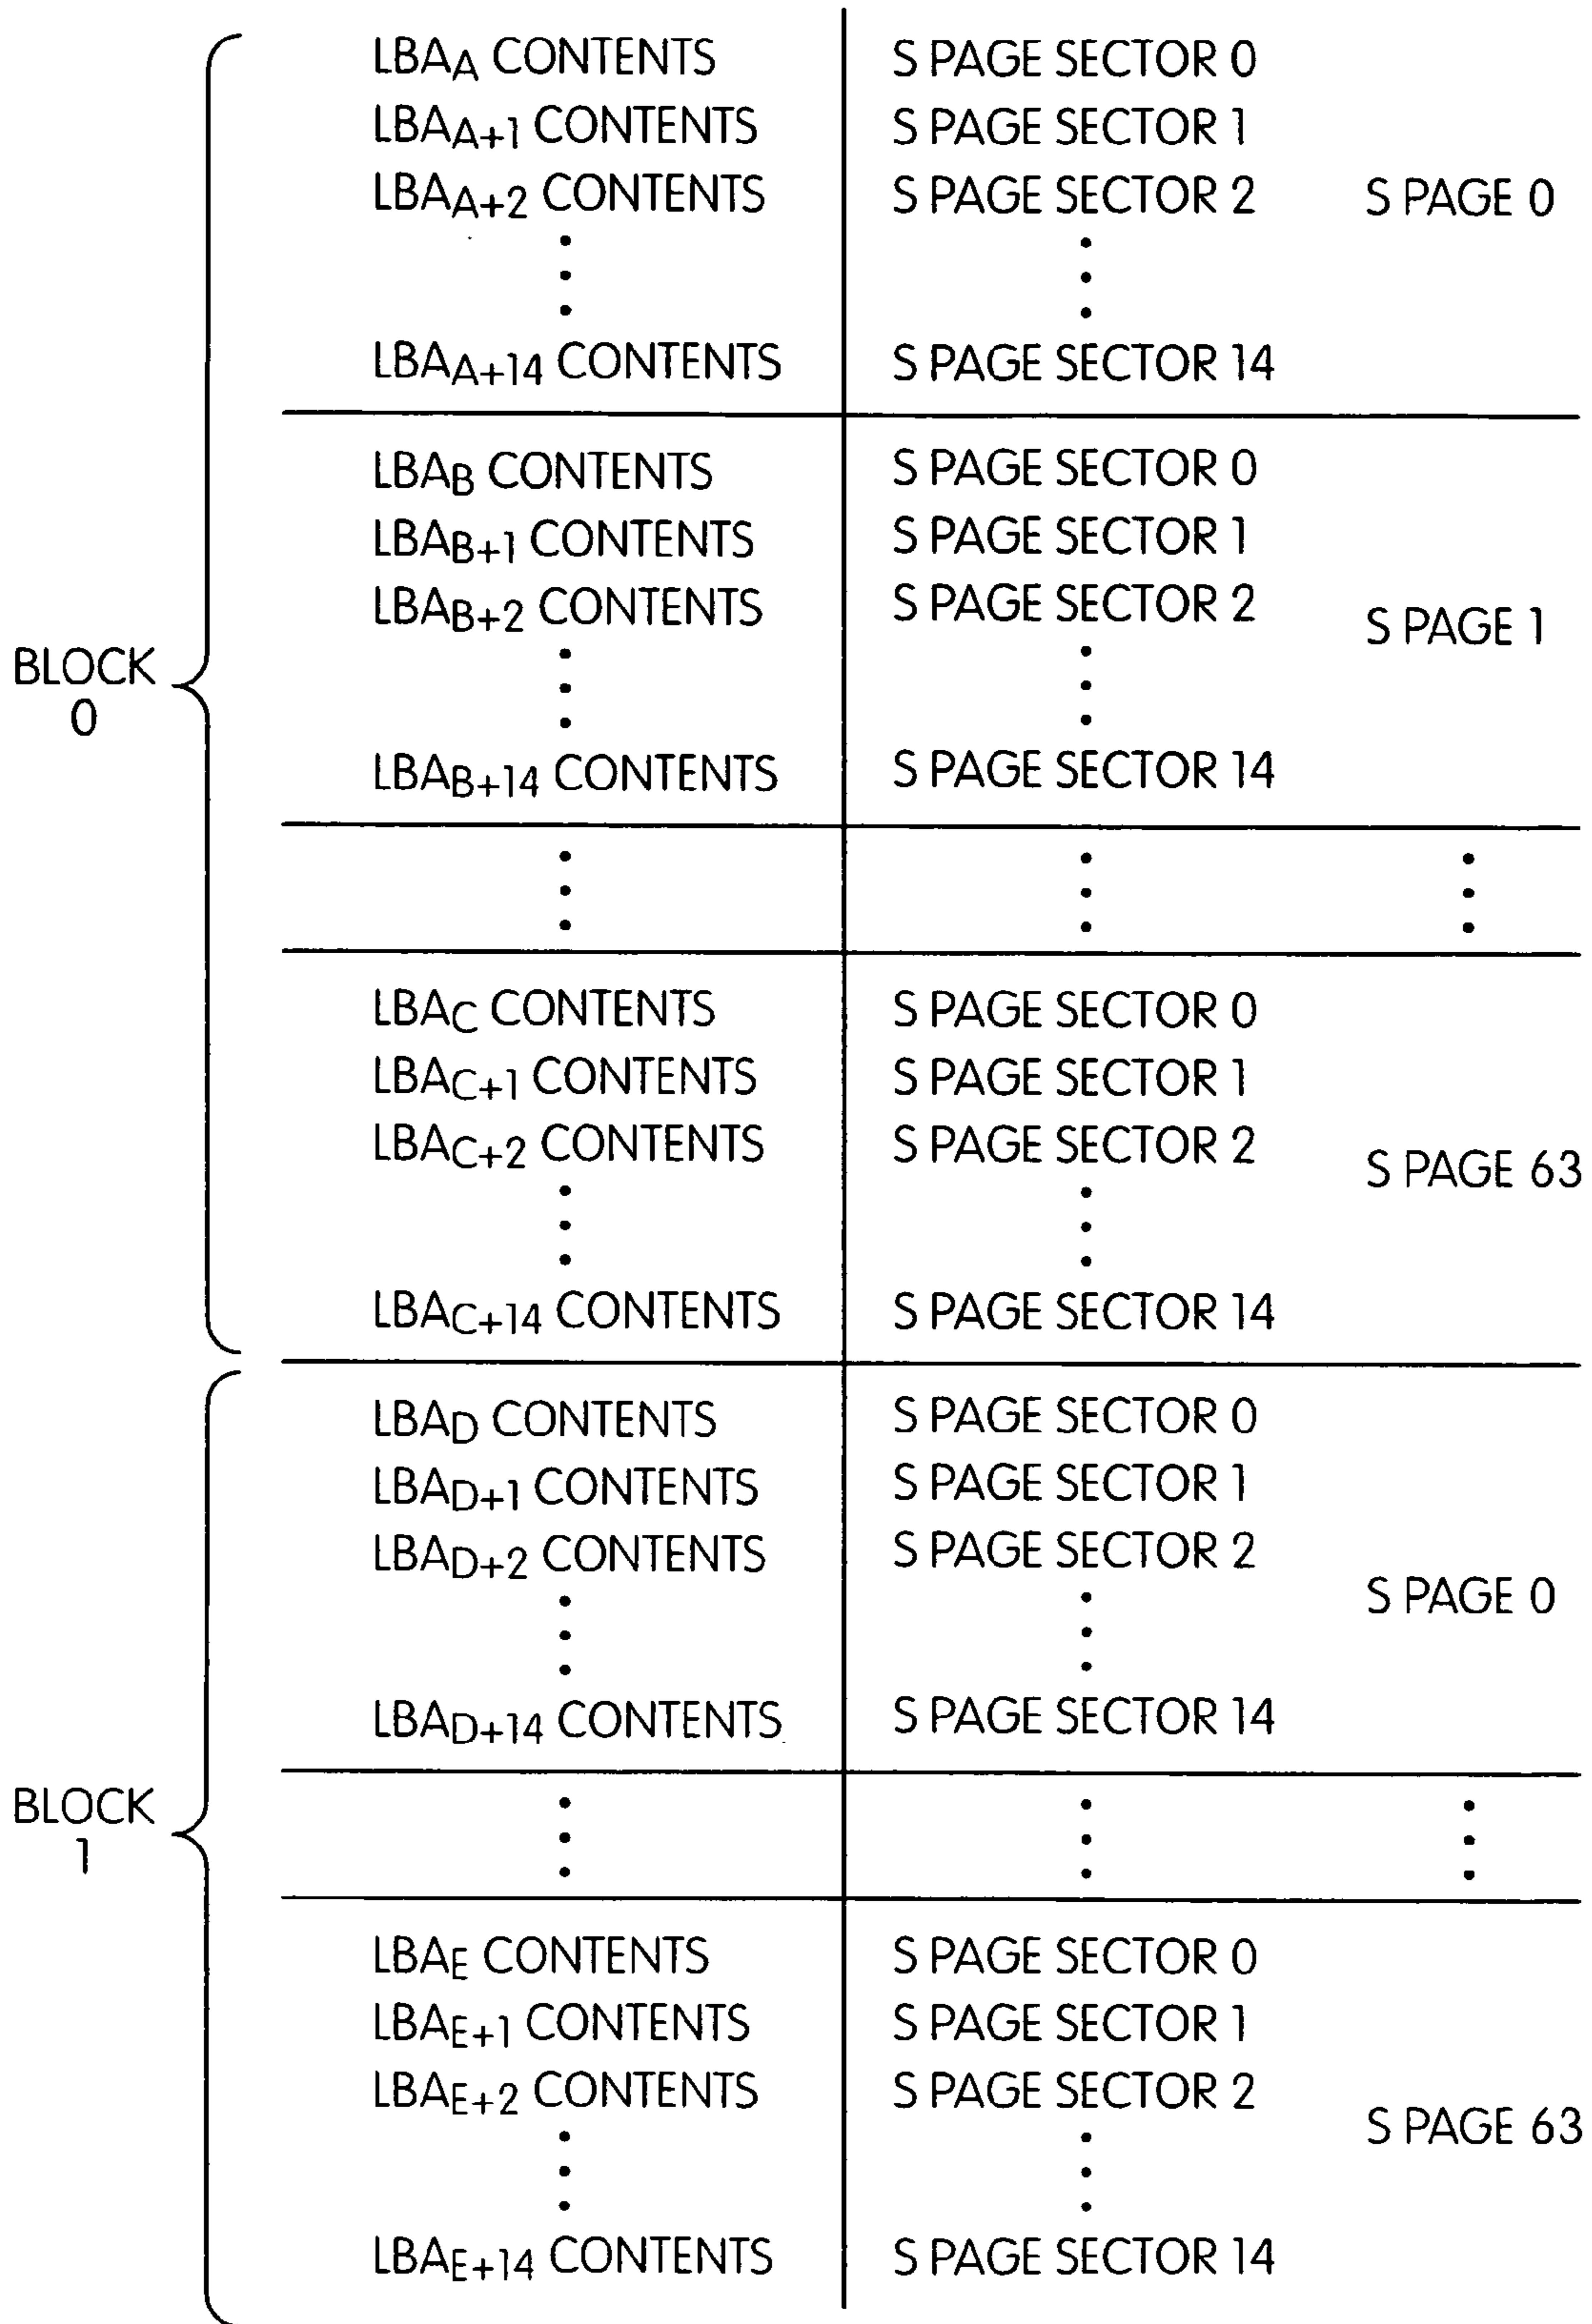 LBAA CONTENTS S PAGE SECTOR 0
LBAA+1 CONTENTS S PAGE SECTOR 1
LBAA+2 CONTENTS S PAGE SECTOR 2 S PAGE 0
LBAA+14 CONTENTS S PAGE SECTOR 14
LBAB CONTENTS S PAGE SECTOR 0
LBAB+1 CONTENTS S PAGE SECTOR 1
LBAB+2 CONTENTS S PAGE SECTOR 2 S PAGE 1
BLOCK
0
LBAB+14 CONTENTS S PAGE SECTOR 14
LBAC CONTENTS S PAGE SECTOR 0
LBAC+1 CONTENTS S PAGE SECTOR 1
LBAC+2 CONTENTS S PAGE SECTOR 2 S PAGE 63
LBAC+14 CONTENTS S PAGE SECTOR 14
LBAD CONTENTS S PAGE SECTOR 0
LBAD+1 CONTENTS S PAGE SECTOR 1
LBAD+2 CONTENTS S PAGE SECTOR 2 S PAGE 0
LBAD+14 CONTENTS S PAGE SECTOR 14
BLOCK
1
LBAE CONTENTS S PAGE SECTOR 0
LBAE+1 CONTENTS S PAGE SECTOR 1
LBAE+2 CONTENTS S PAGE SECTOR 2 S PAGE 63
LBAE+14 CONTENTS S PAGE SECTOR 14